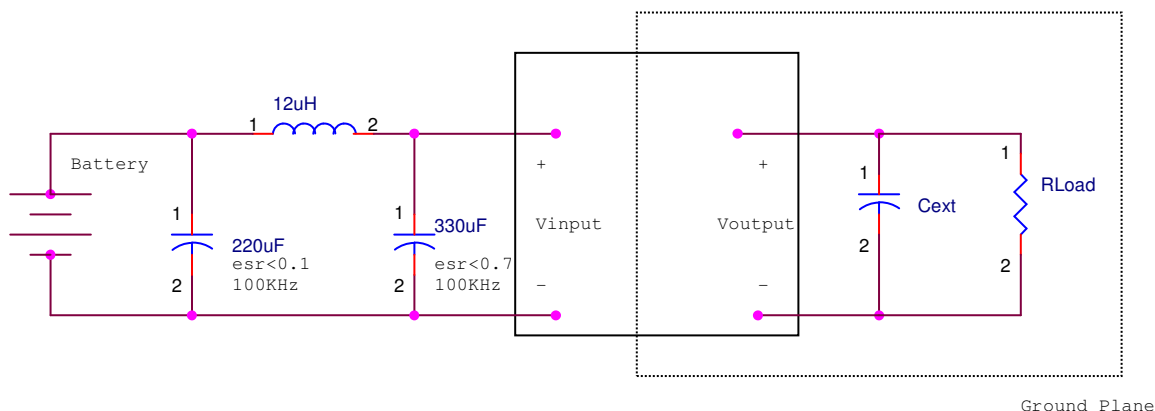 12uH
1
2
Battery
+
+
1
1
RLoad
1
1
Vinput
Voutput
Cext
330uF
220uF
esr<0.1
esr<0.7
2
2
2
100KHz
2
100KHz
-
-
Ground Plane